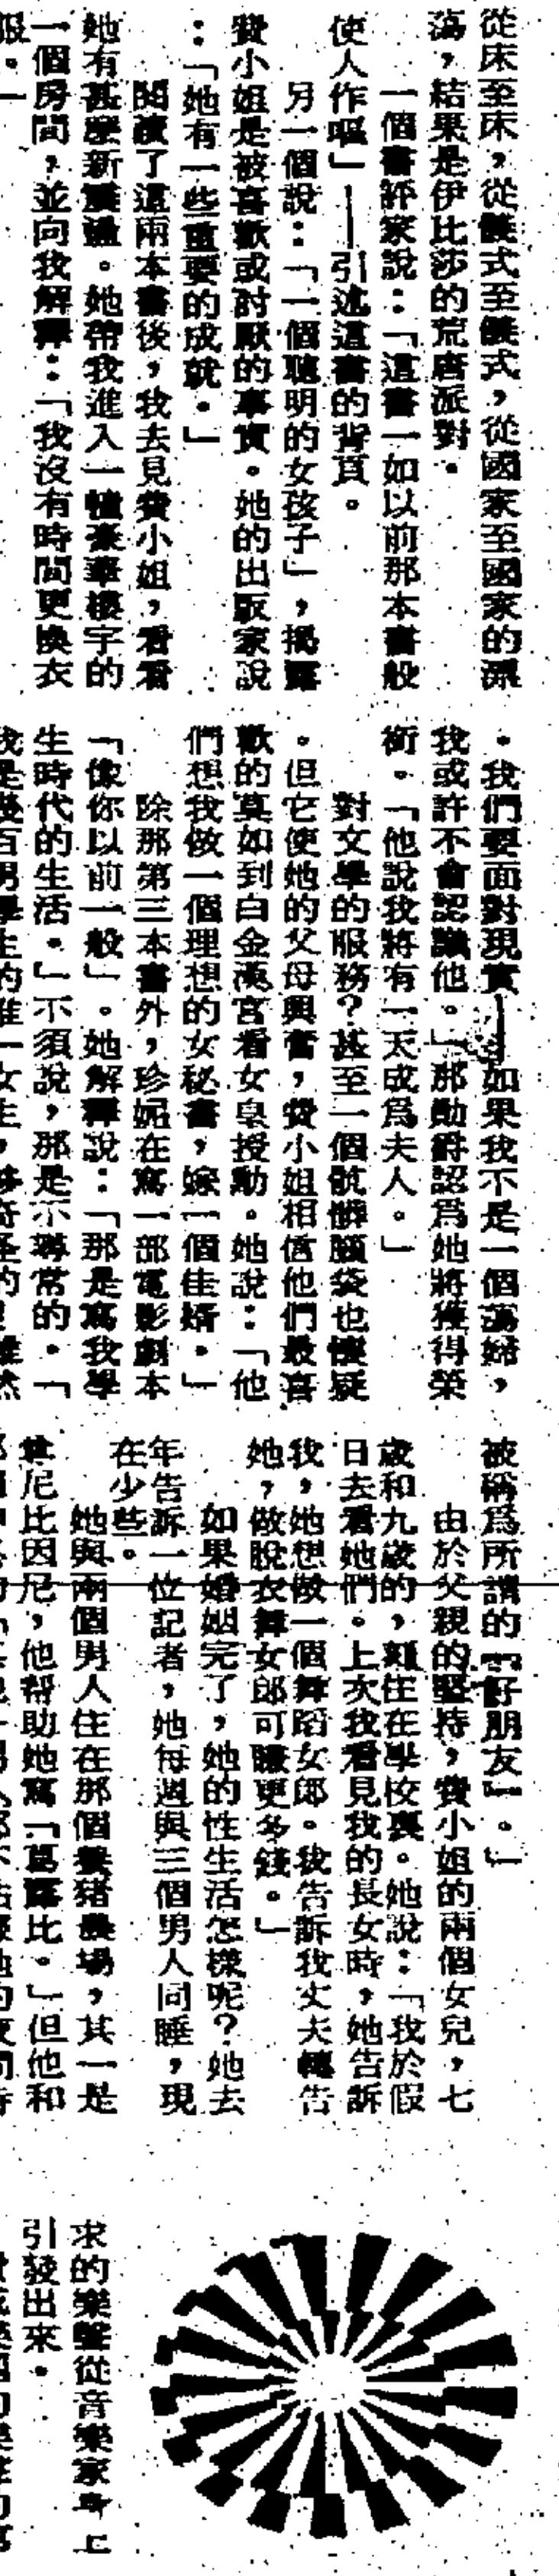 從床至床，從儀式至儀式，從國家至國家的漂
蕩，結果是伊比莎的荒唐派對。
一個書評家說：「這書一如以前那本書般
使人作嘔」——引述這書的背頁。
另一個說：「一個聰明的女孩子」，揭露
費小姐是被喜歡或討厭的事實。她的出版家說
：「她有一些重要的成就。」
閱讀了這兩本書後，我去見費小姐，看看
她有甚麼新護。她帶我進入一幢豪華樓宇的
一個房間，並向我解釋：「我沒有時間更換衣
服。」
。我們要面對現實——如果我不是一個蕩婦，
我或許不會認識他。」那勳爵認爲她將獲得榮
銜。「他說我將有一天成爲夫人。」
對文學的服務？甚至一個骯髒腦袋也懷疑
。但它使她的父母興奮，費小姐相信他們最喜
歡的莫如到白金漢宮看女皇授勳。她說：「他
們想我做一個理想的女秘書，嫁一個佳婿。」
除那第三本書外，珍妮在寫一部電影劇本
「像你以前一般」。她解釋說：「那是寫我學
生時代的生活。」不須說，那是不尋常的。「
我是幾百男學生的唯一女生，
被稱爲所謂的『好朋友』。」
由於父親的堅持，費小姐的兩個女兒，七
歲和九歲的，須住在學校裏。她說：「我於假
日去看她們。上次我看見我的長女時，她告訴
我，她想做一個舞蹈女郎。我告訴我丈夫轉告
她，做脫衣舞女郎可賺更多錢。」
如果婚姻完了，她的性生活怎樣呢？她去
年告訴一位記者，她每週與三個男人同睡，現
在少些。
她與兩個男人住在那個養豬農場，其一是
尼比因尼，他幫助她寫「葛露比。」但他和
求的樂聲從音樂家身上
引發出來。